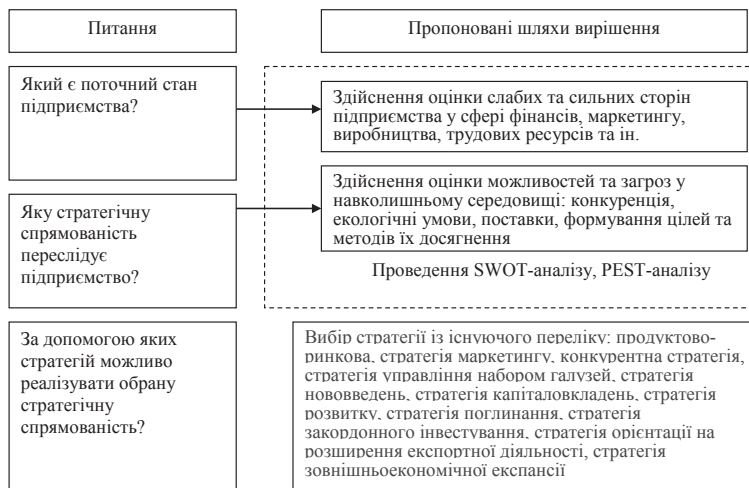 Питання
Пропоновані шляхи вирішення
Який є поточний стан
підприємства?
Здійснення оцінки слабих та сильних сторін
підприємства у сфері фінансів, маркетингу,
виробництва, трудових ресурсів та ін.
Яку стратегічну
спрямованість
переслідує
підприємство?
Здійснення оцінки можливостей та загроз у
навколишньому середовищі: конкуренція,
екологічні умови, поставки, формування цілей та
методів їх досягнення
Проведення SWOT-аналізу, PEST-аналізу
За допомогою яких
стратегій можливо
реалізувати обрану
стратегічну
спрямованість?
Вибір стратегії із існуючого переліку: продуктово-
ринкова, стратегія маркетингу, конкурентна стратегія,
стратегія управління набором галузей, стратегія
нововведень, стратегія капіталовкладень, стратегія
розвитку, стратегія поглинання, стратегія
закордонного інвестування, стратегія орієнтації на
розширення експортної діяльності, стратегія
зовнішньоекономічної експансії